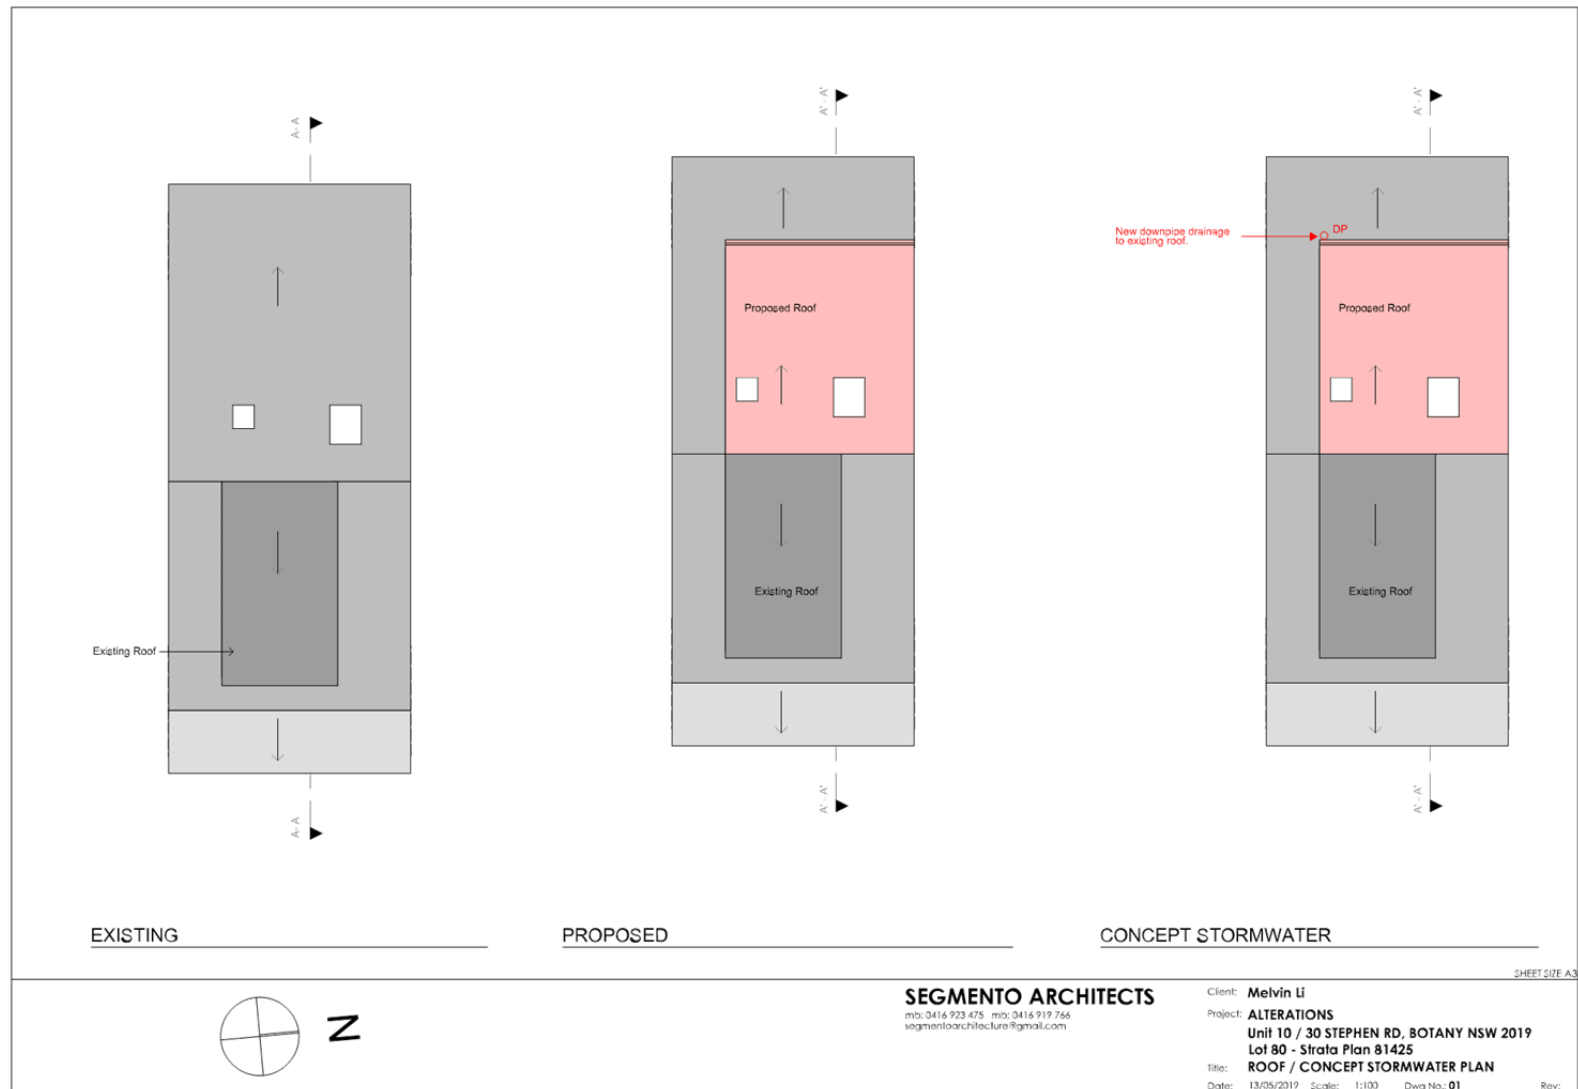 A- A
A' - A'
A' - A'
New downpipe drainage
to existing roof.
DP
Proposed Roof
Proposed Roof
Existing Roof
Existing Roof
Existing Roof
A- A
A' - A'
A' - A'
EXISTING
PROPOSED
CONCEPT STORMWATER
SHEET SIZE A3
N
SEGMENTO ARCHITECTS
mb: 0416 923 475 mb: 0416 919 766
segmentoarchitecture@gmail.com
Client: Melvin Li
Project: ALTERATIONS
Unit 10 / 30 STEPHEN RD, BOTANY NSW 2019
Lot 80 - Strata Plan 81425
Title: ROOF / CONCEPT STORMWATER PLAN
Date: 13/05/2019 Scale: 1:100 Dwg No.: 01 Rev: